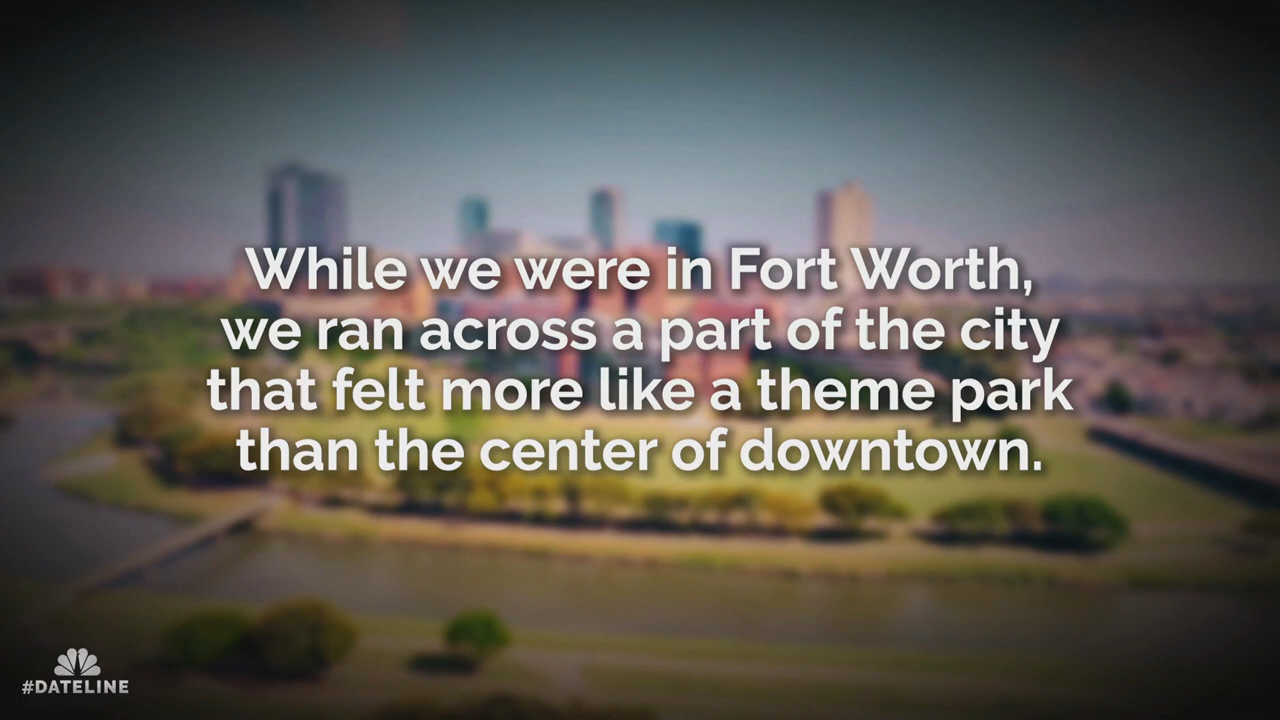 While we were in Fort Worth,
we ran across a part of the city
that felt more like a theme park
than the center of downtown.
#DATELINE